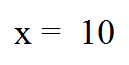 x = 10